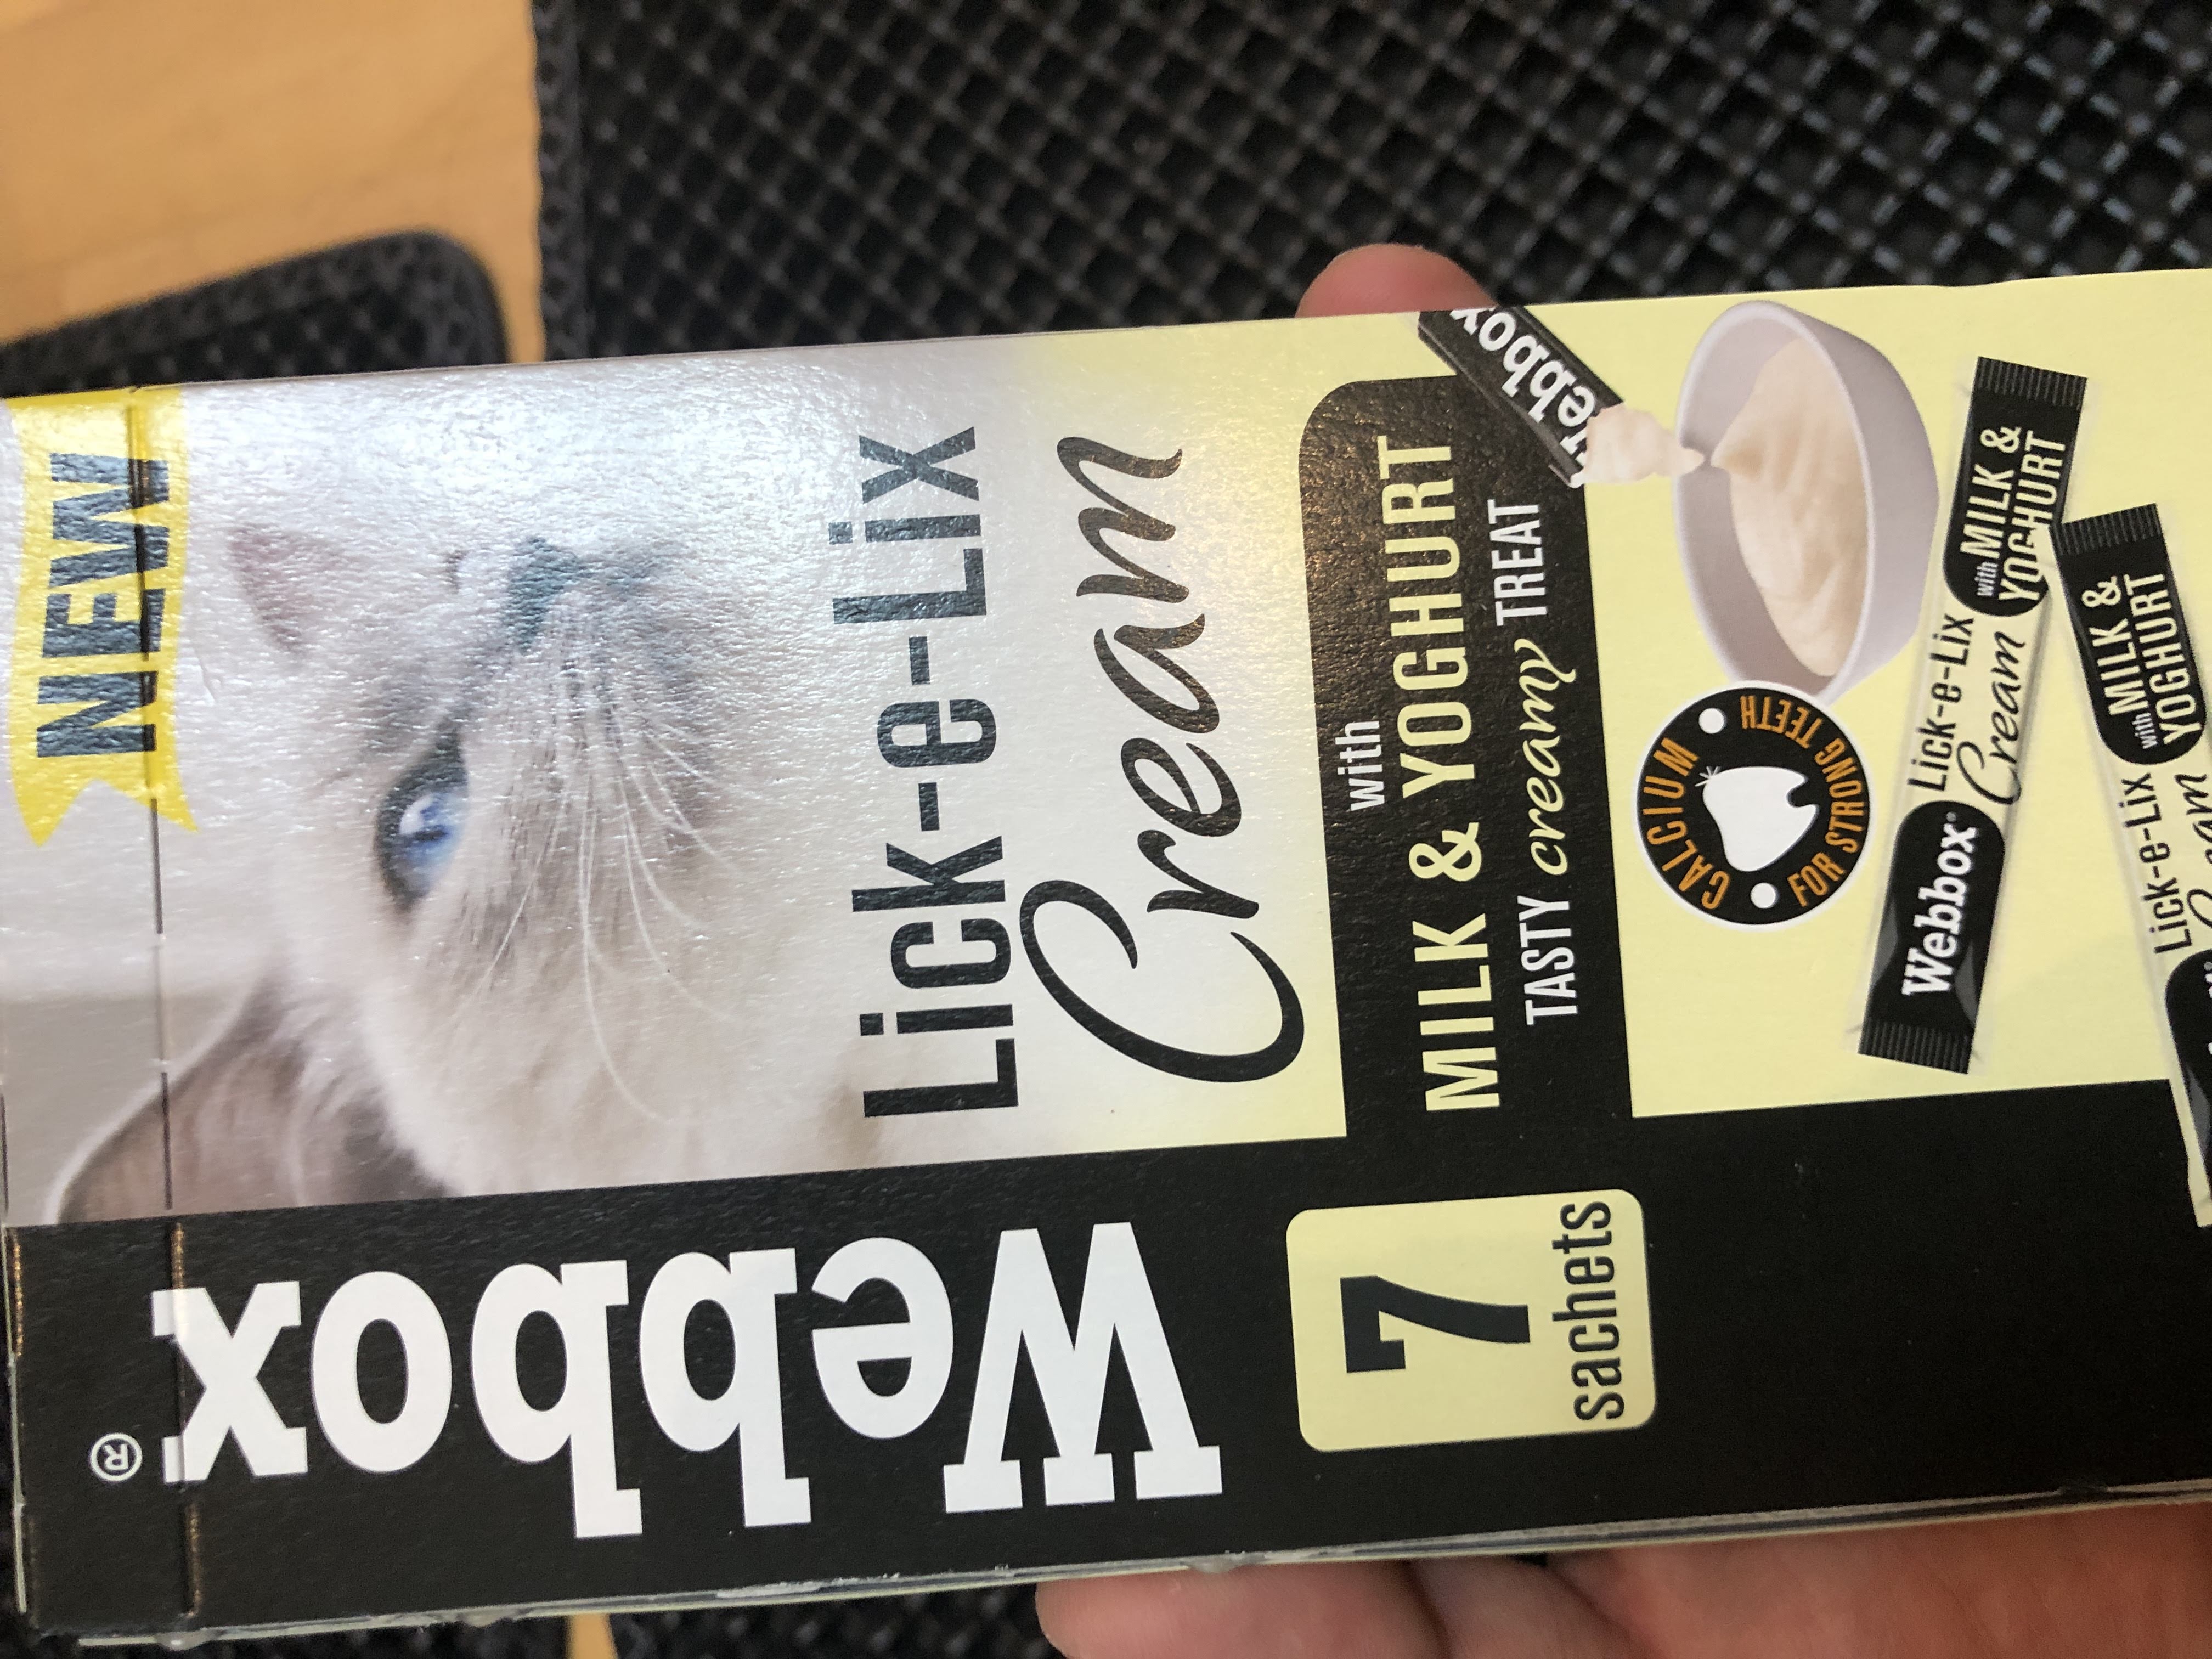 NEW
Webbox®
Lick-e-Lix
Cream
with
MILK & YOGHURT
TASTY creamy TREAT
7
sachets
Webbox
CALCIUM
FOR STRONG TEETH
Webbox®
Lick-e-Lix
Cream
with MILK &
YOGHURT
Lick-e-Lix
Cream
with MILK &
YOGHURT